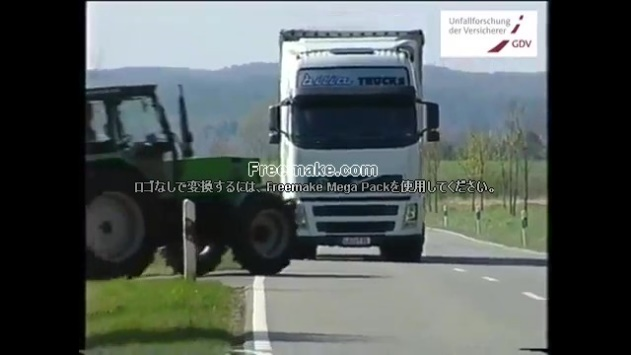 Unfallforschung
der Versicherer
GDV
TRUCKS
Freemake.com
ロゴなしで変換するには、Freemake Mega Packを使用してください。